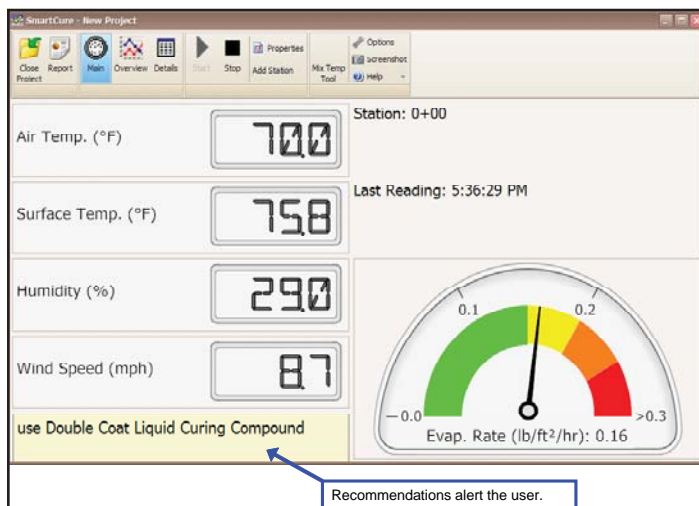 SmartCure - New Project
Close Project
Report
Main
Overview
Details
Start
Stop
Properties
Add Station
Mix Temp Tool
Options
Screenshot
Help
Air Temp. (°F)
70.0
Station: 0+00
Surface Temp. (°F)
75.8
Last Reading: 5:36:29 PM
Humidity (%)
29.0
Wind Speed (mph)
8.7
use Double Coat Liquid Curing Compound
0.0
0.1
0.2
>0.3
Evap. Rate (lb/ft²/hr): 0.16
Recommendations alert the user.